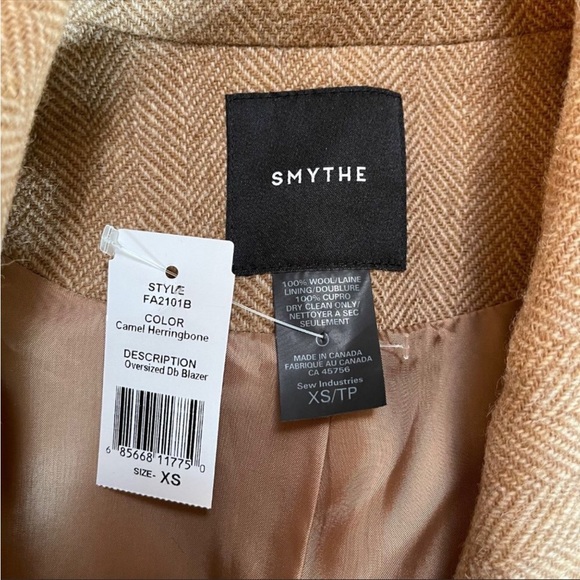 SMYTHE
100% WOOL/LAINE
LINING/DOUBLURE
100% CUPRO
DRY CLEAN ONLY/
NETTOYER A SEC
SEULEMENT
MADE IN CANADA
FABRIQUE AU CANADA
CA 45756
Sew Industries
XS/TP
STYLE
FA2101B
COLOR
Camel Herringbone
DESCRIPTION
Oversized Db Blazer
6 85668 11775 0
SIZE- XS